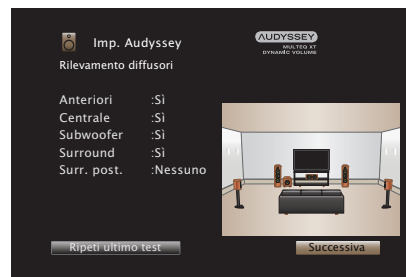 Imp. Audyssey
AUDYSSEY
MULTEQ XT
DYNAMIC VOLUME
Rilevamento diffusori
Anteriori :Sì
Centrale :Sì
Subwoofer :Sì
Surround :Sì
Surr. post. :Nessuno
Ripeti ultimo test
Successiva